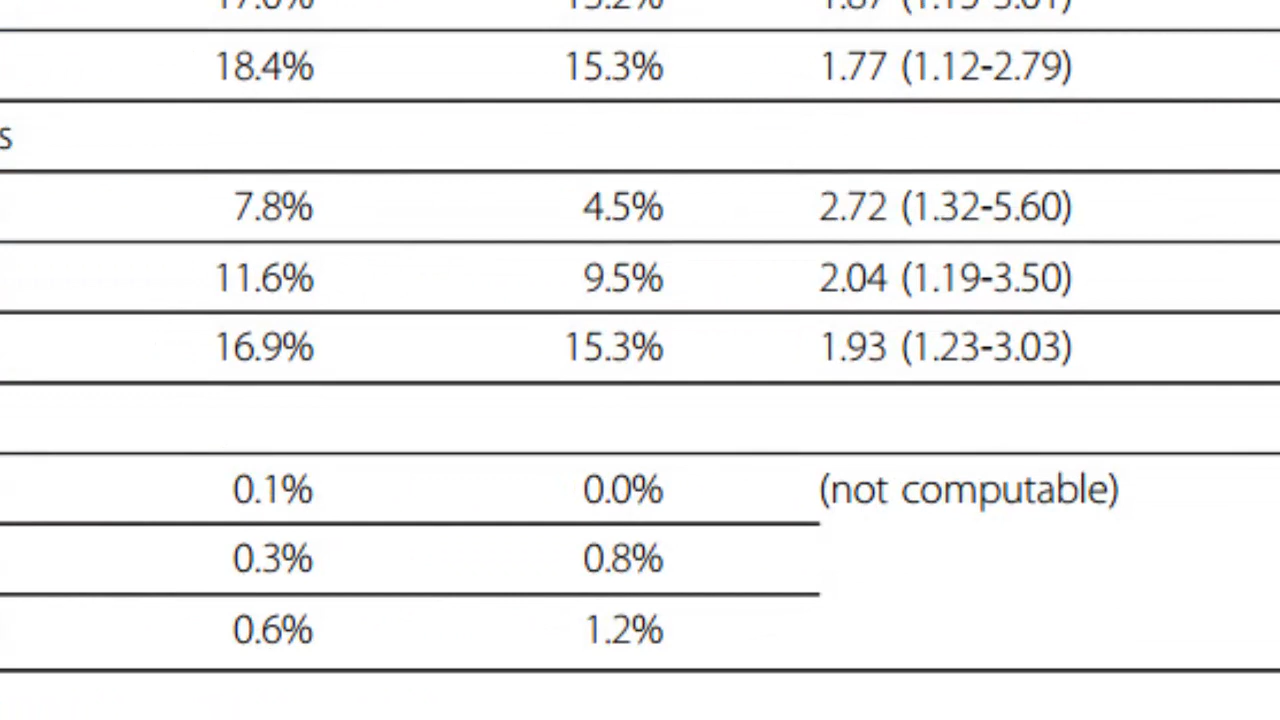 18.4% 15.3% 1.77 (1.12-2.79)
s
7.8% 4.5% 2.72 (1.32-5.60)
11.6% 9.5% 2.04 (1.19-3.50)
16.9% 15.3% 1.93 (1.23-3.03)
0.1% 0.0% (not computable)
0.3% 0.8%
0.6% 1.2%